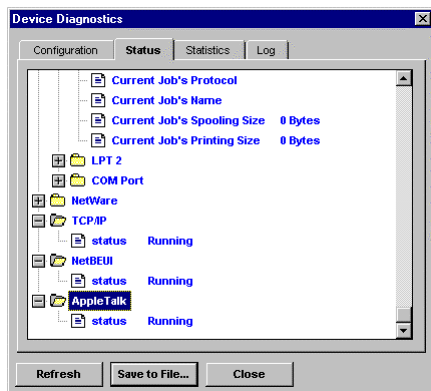 Device Diagnostics
Configuration Status Statistics Log
Current Job's Protocol
Current Job's Name
Current Job's Spooling Size 0 Bytes
Current Job's Printing Size 0 Bytes
LPT 2
COM Port
NetWare
TCP/IP
status Running
NetBEUI
status Running
AppleTalk
status Running
Refresh Save to File... Close